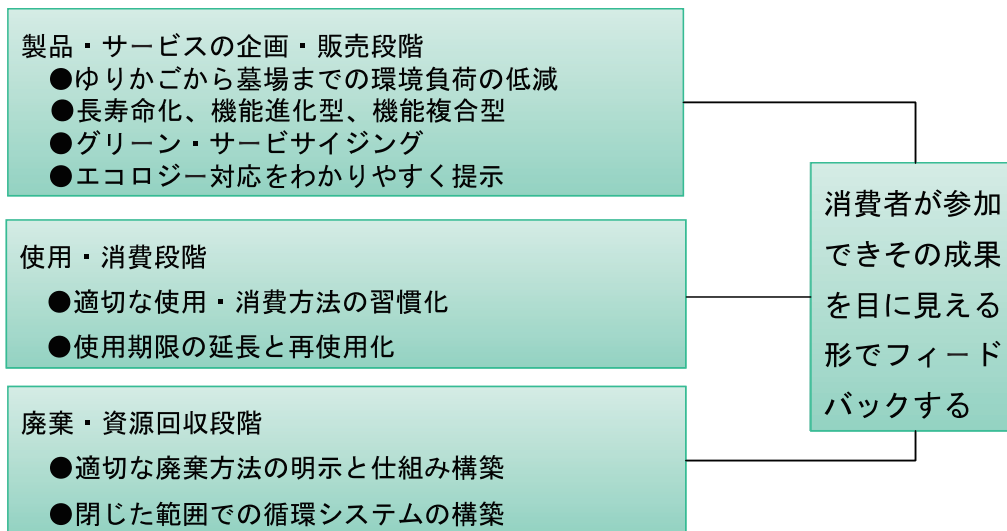 製品・サービスの企画・販売段階
●ゆりかごから墓場までの環境負荷の低減
●長寿命化、機能進化型、機能複合型
●グリーン・サービサイジング
●エコロジー対応をわかりやすく提示
使用・消費段階
●適切な使用・消費方法の習慣化
●使用期限の延長と再使用化
廃棄・資源回収段階
●適切な廃棄方法の明示と仕組み構築
●閉じた範囲での循環システムの構築
消費者が参加
できその成果
を目に見える
形でフィード
バックする